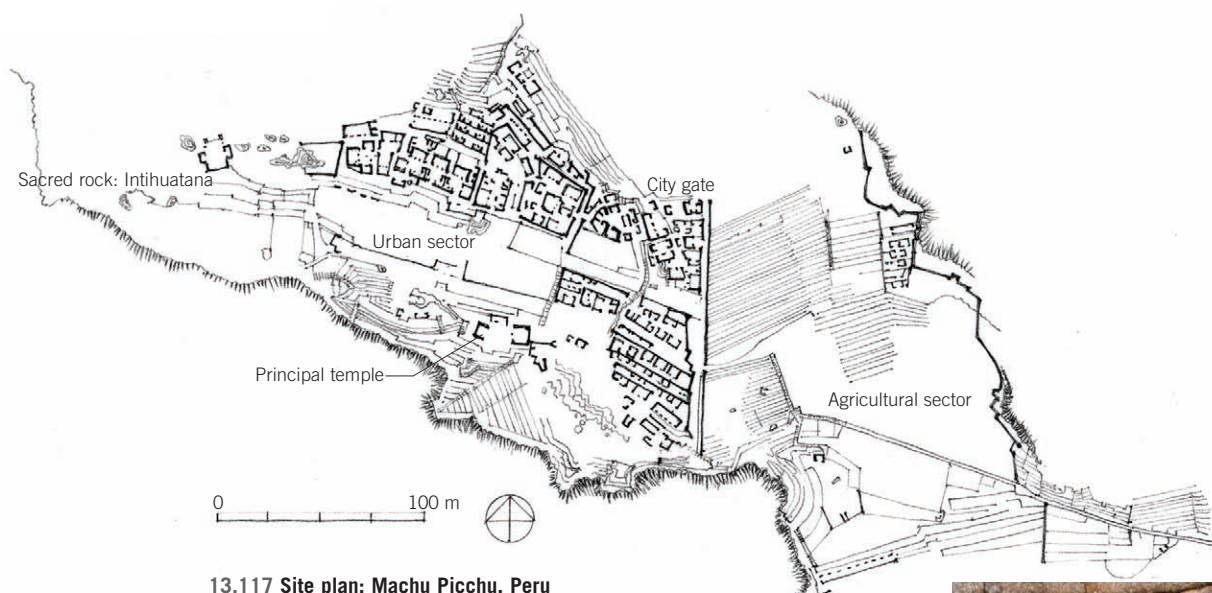 City gate
Sacred rock: Intihuatana
Urban sector
Principal temple
Agricultural sector
0 100 m
13.117 Site plan: Machu Picchu, Peru